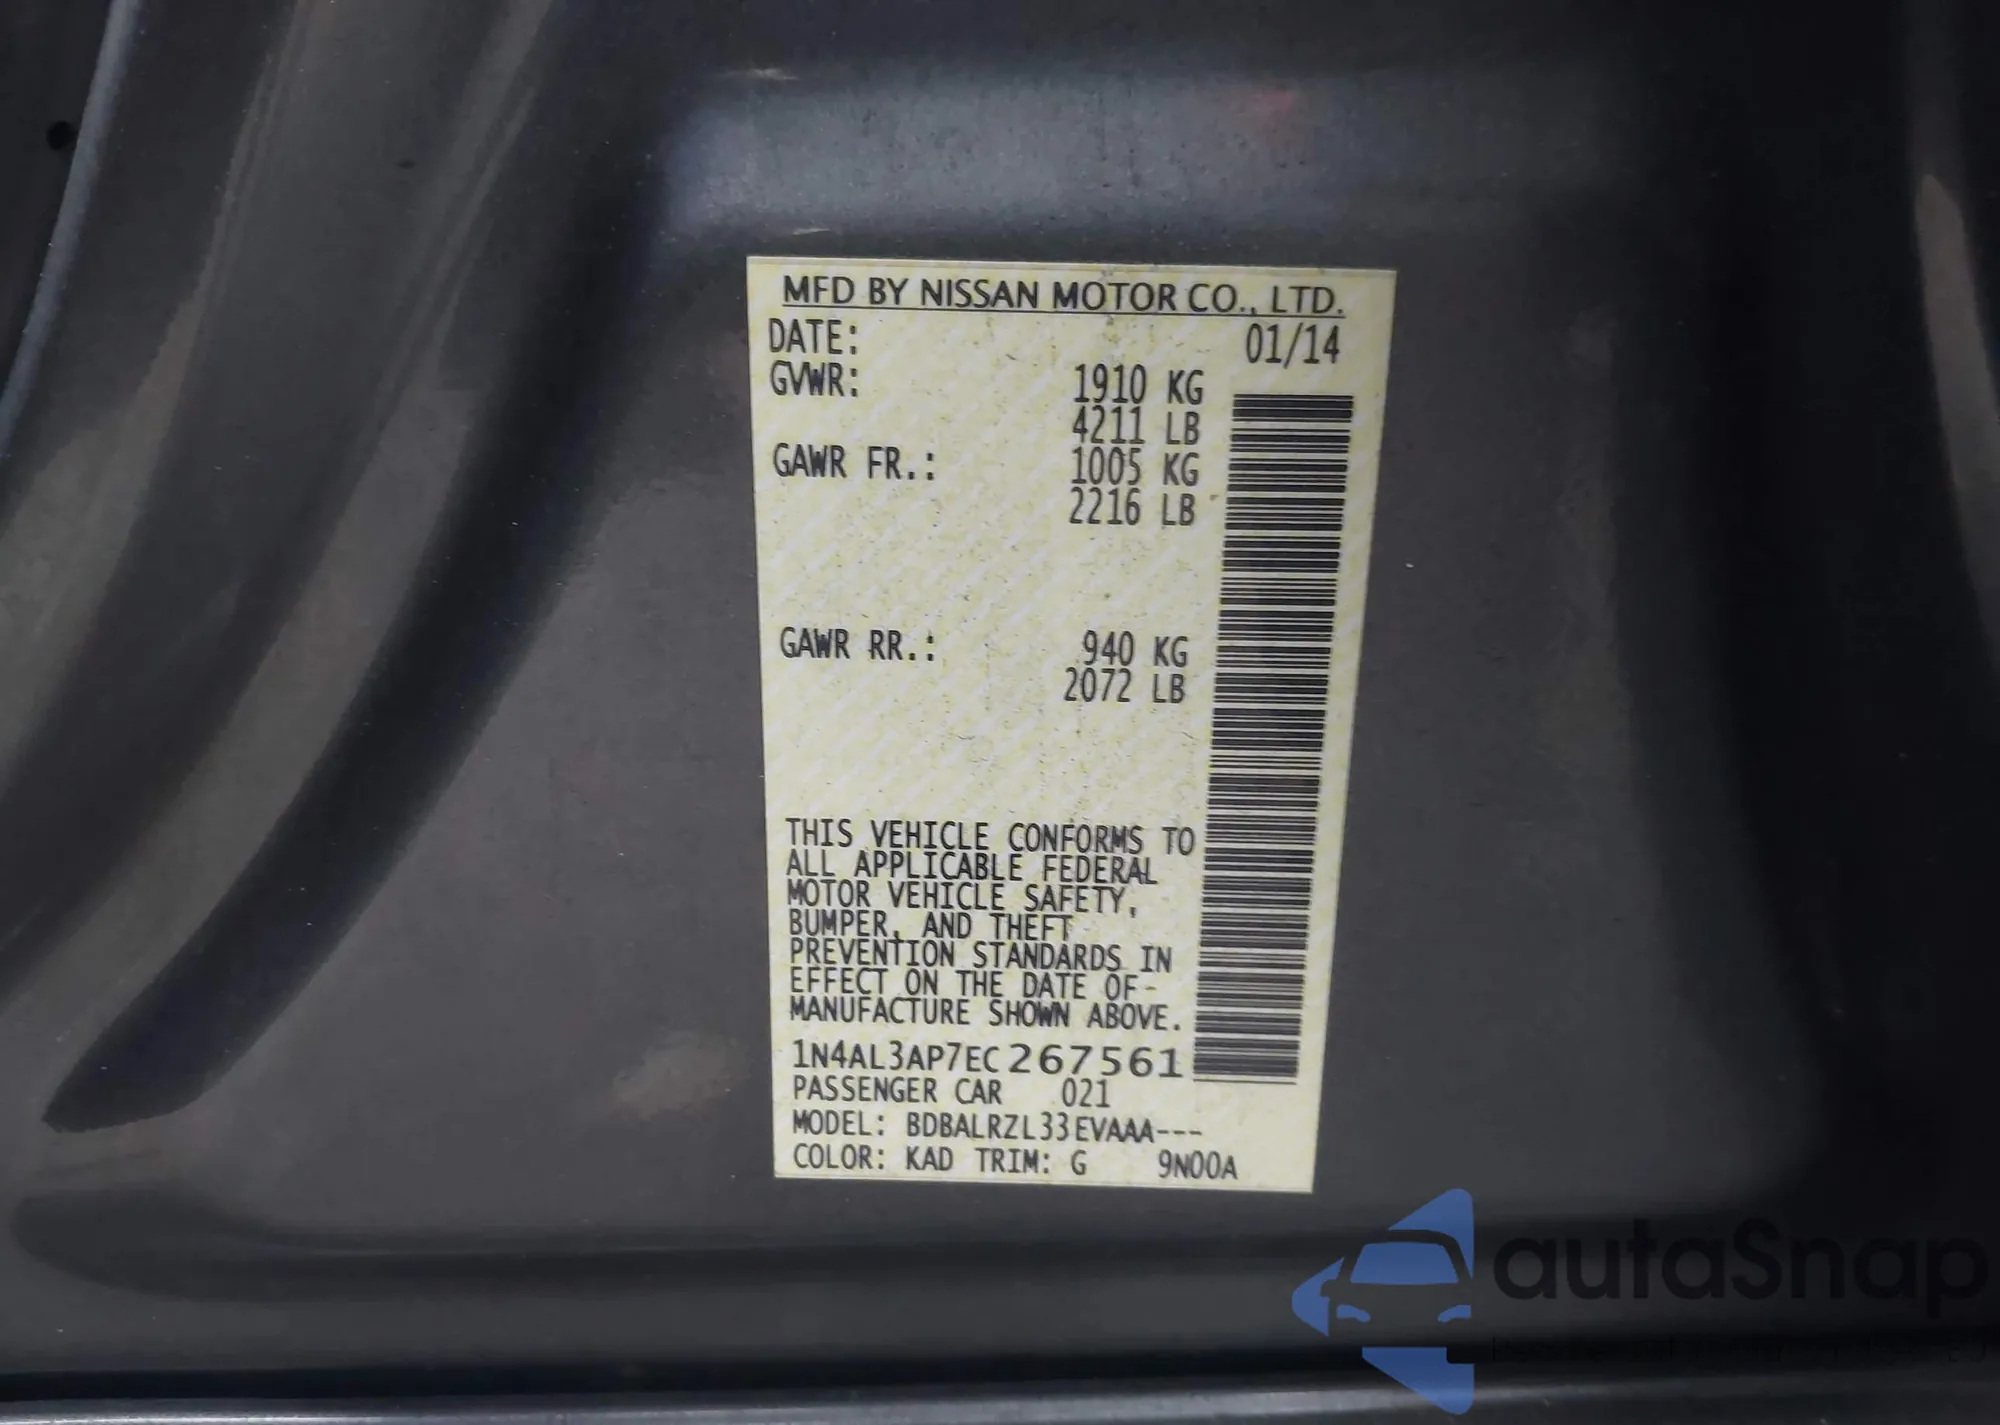 MFD BY NISSAN MOTOR CO., LTD.
DATE: 01/14
GVWR: 1910 KG
4211 LB
GAWR FR.: 1005 KG
2216 LB
GAWR RR.: 940 KG
2072 LB
THIS VEHICLE CONFORMS TO
ALL APPLICABLE FEDERAL
MOTOR VEHICLE SAFETY,
BUMPER, AND THEFT
PREVENTION STANDARDS IN
EFFECT ON THE DATE OF
MANUFACTURE SHOWN ABOVE.
1N4AL3AP7EC267561
PASSENGER CAR 021
MODEL: BDBALRZL33EVAAA---
COLOR: KAD TRIM: G 9N00A
autaSnap